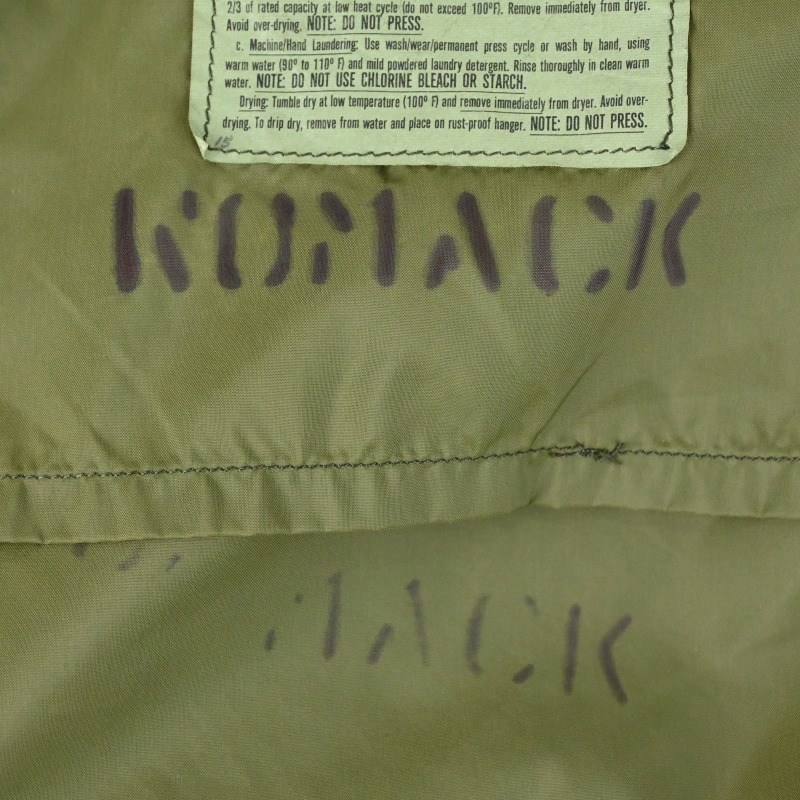 2/3 of rated capacity at low heat cycle (do not exceed 100°F). Remove immediately from dryer.
Avoid over-drying. NOTE: DO NOT PRESS.
c. Machine/Hand Laundering: Use wash/wear/permanent press cycle or wash by hand, using
warm water (90° to 110° F) and mild powdered laundry detergent. Rinse thoroughly in clean warm
water. NOTE: DO NOT USE CHLORINE BLEACH OR STARCH.
Drying: Tumble dry at low temperature (100° F) and remove immediately from dryer. Avoid over-
drying. To drip dry, remove from water and place on rust-proof hanger. NOTE: DO NOT PRESS.
15
KOMACK
MACK